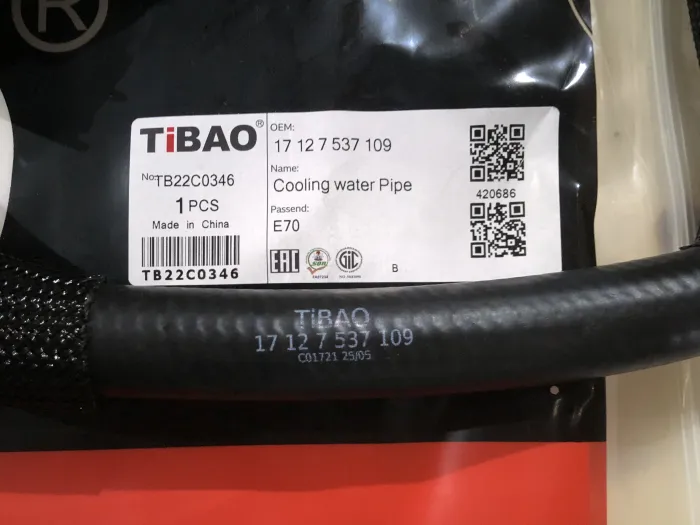 ®
TiBAO®
No:TB22C0346
1 PCS
Made in China
TB22C0346
OEM:
17 12 7 537 109
Name:
Cooling water Pipe
Passend:
E70
420686
EAC
GiC
B
TiBAO
17 12 7 537 109
C01721 25/05